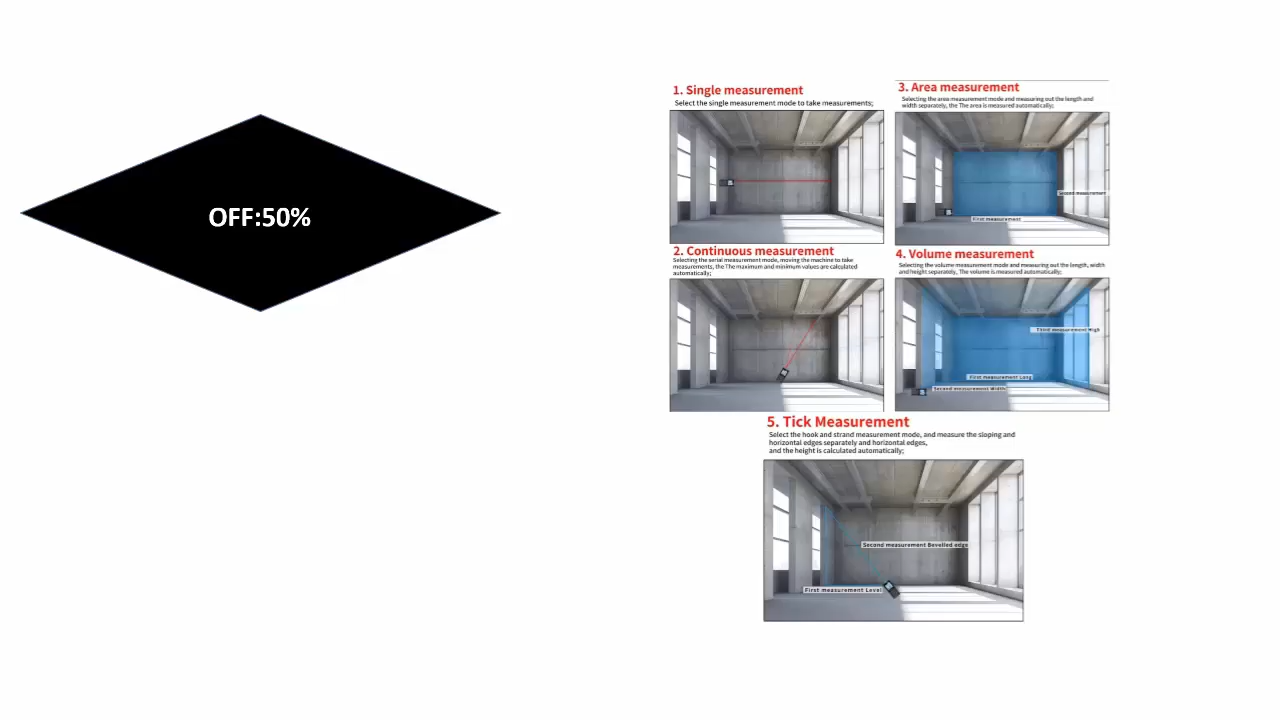 OFF:50%
1. Single measurement
Select the single measurement mode to take measurements;
2. Continuous measurement
Selecting the serial measurement mode, moving the machine to take
measurements, the The maximum and minimum values are calculated
automatically;
3. Area measurement
Selecting the area measurement mode and measuring out the length and
width separately, the The area is measured automatically;
Second measurement
First measurement
4. Volume measurement
Selecting the volume measurement mode and measuring out the length, width
and height separately, The volume is measured automatically;
measurement High
First measurement Long
Second measurement Width
5. Tick Measurement
Select the hook and strand measurement mode, and measure the sloping and
horizontal edges separately and horizontal edges,
and the height is calculated automatically;
Second measurement Bevelled edge
First measurement Level